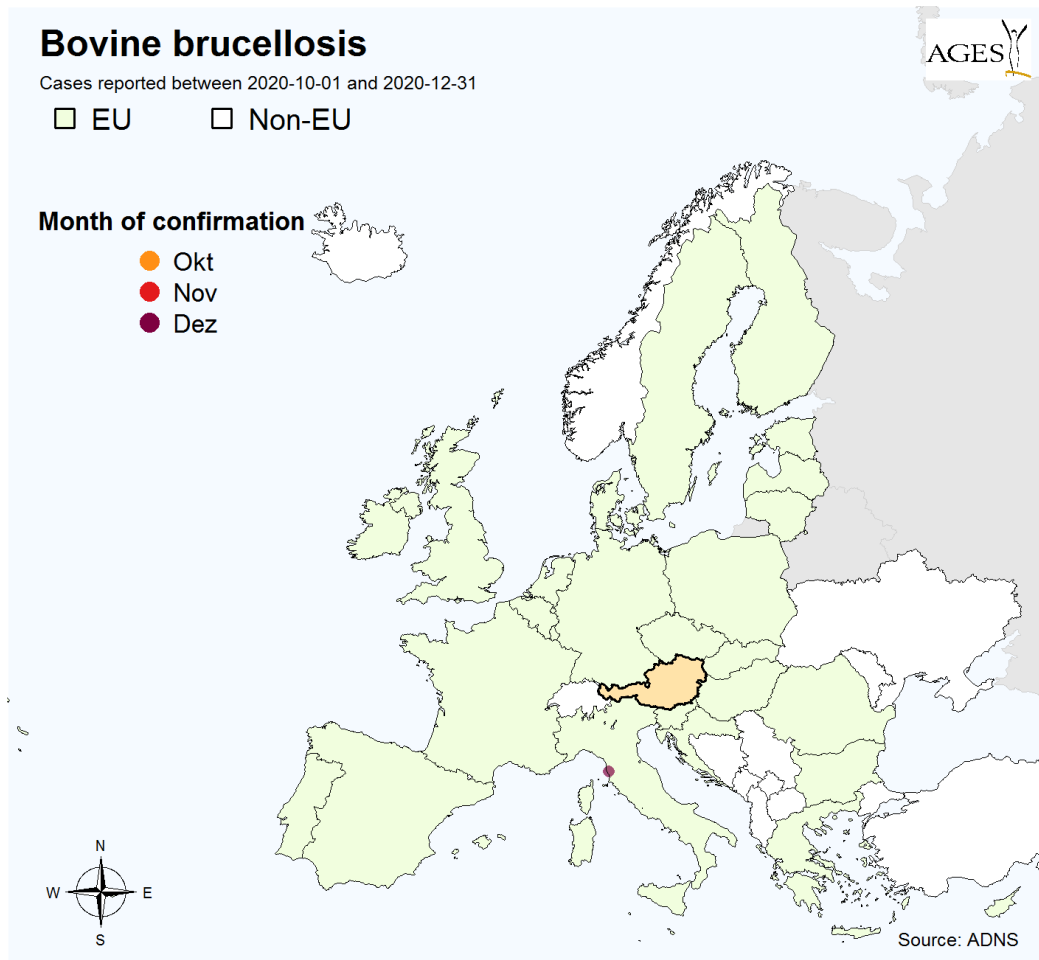 Bovine brucellosis
Cases reported between 2020-10-01 and 2020-12-31
EU Non-EU
AGES
Month of confirmation
Okt
Nov
Dez
N
W E
S
Source: ADNS